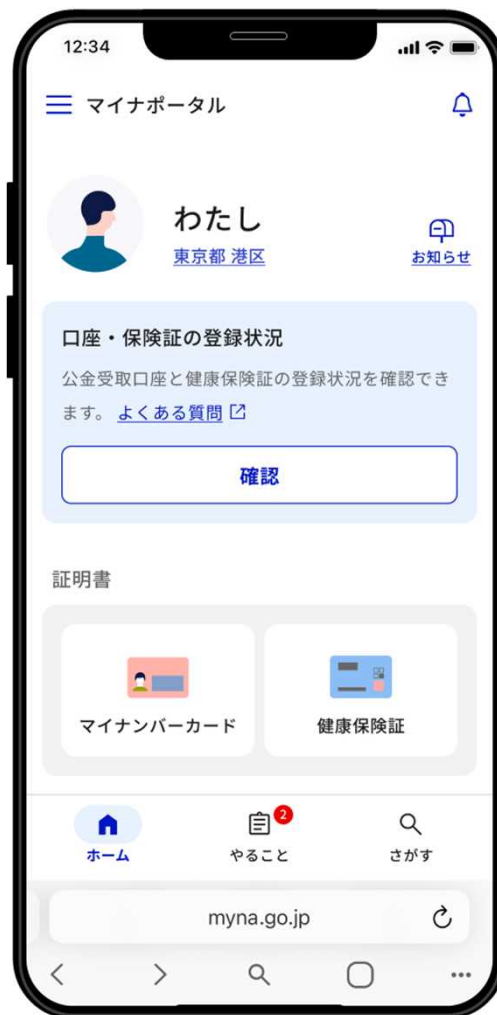 12:34
マイナポータル
わたし
東京都 港区
お知らせ
口座・保険証の登録状況
公金受取口座と健康保険証の登録状況を確認でき
ます。 よくある質問
確認
証明書
マイナンバーカード
健康保険証
2
ホーム
やること
さがす
myna.go.jp